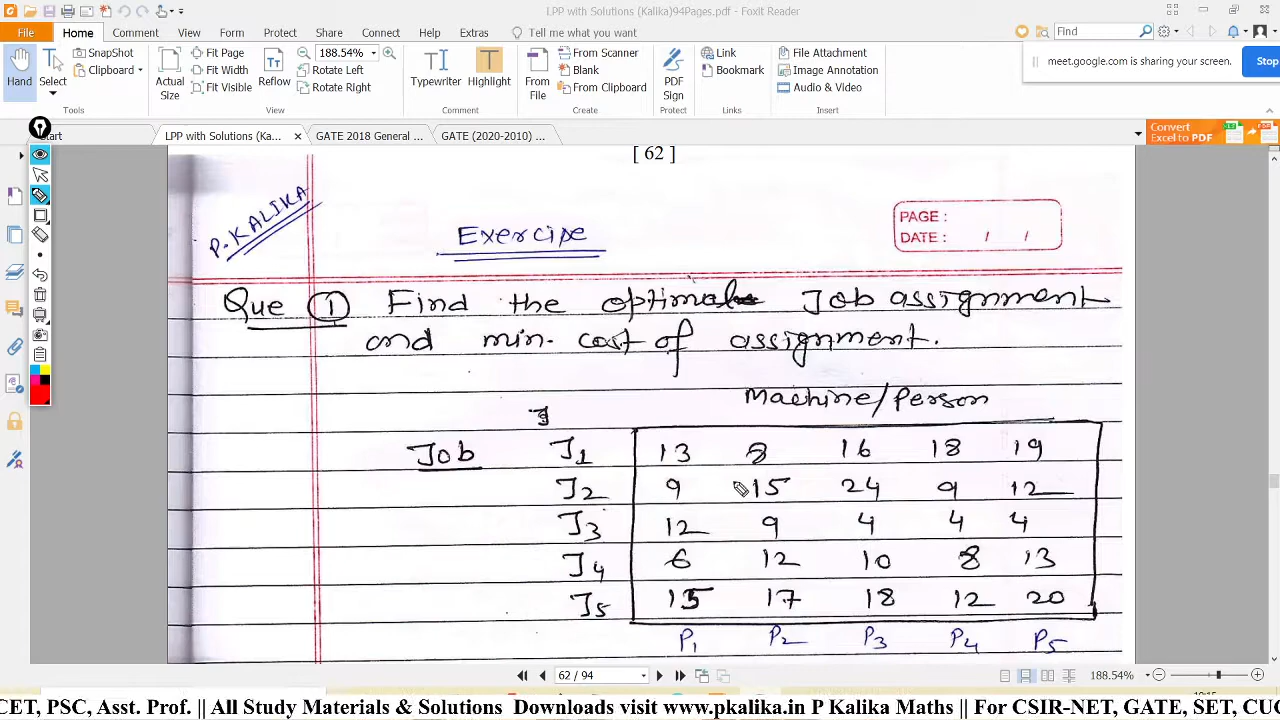 LPP with Solutions (Kalika)94Pages.pdf - Foxit Reader
File Home Comment View Form Protect Share Connect Help Extras Tell me what you want Find
meet.google.com is sharing your screen. Stop
Hand Select SnapShot Clipboard Actual Size Fit Page Fit Width Fit Visible Reflow 188.54% Rotate Left Rotate Right Typewriter Highlight From File From Scanner Blank From Clipboard PDF Sign Link Bookmark File Attachment Image Annotation Audio & Video
Tools View Comment Create Protect Links Insert
Start LPP with Solutions (Ka... GATE 2018 General ... GATE (2020-2010) ... Convert Excel to PDF
[ 62 ]
P.KALIKA
Exercise
PAGE :
DATE : / /
Que 1 Find the optimal Job assignment
and min. cost of assignment.
Machine/Person
Job J1 13 8 16 18 19
J2 9 15 24 9 12
J3 12 9 4 4 4
J4 6 12 10 8 13
J5 15 17 18 12 20
P1 P2 P3 P4 P5
62 / 94 188.54%
CET, PSC, Asst. Prof. || All Study Materials & Solutions Downloads visit www.pkalika.in P Kalika Maths || For CSIR-NET, GATE, SET, CUC